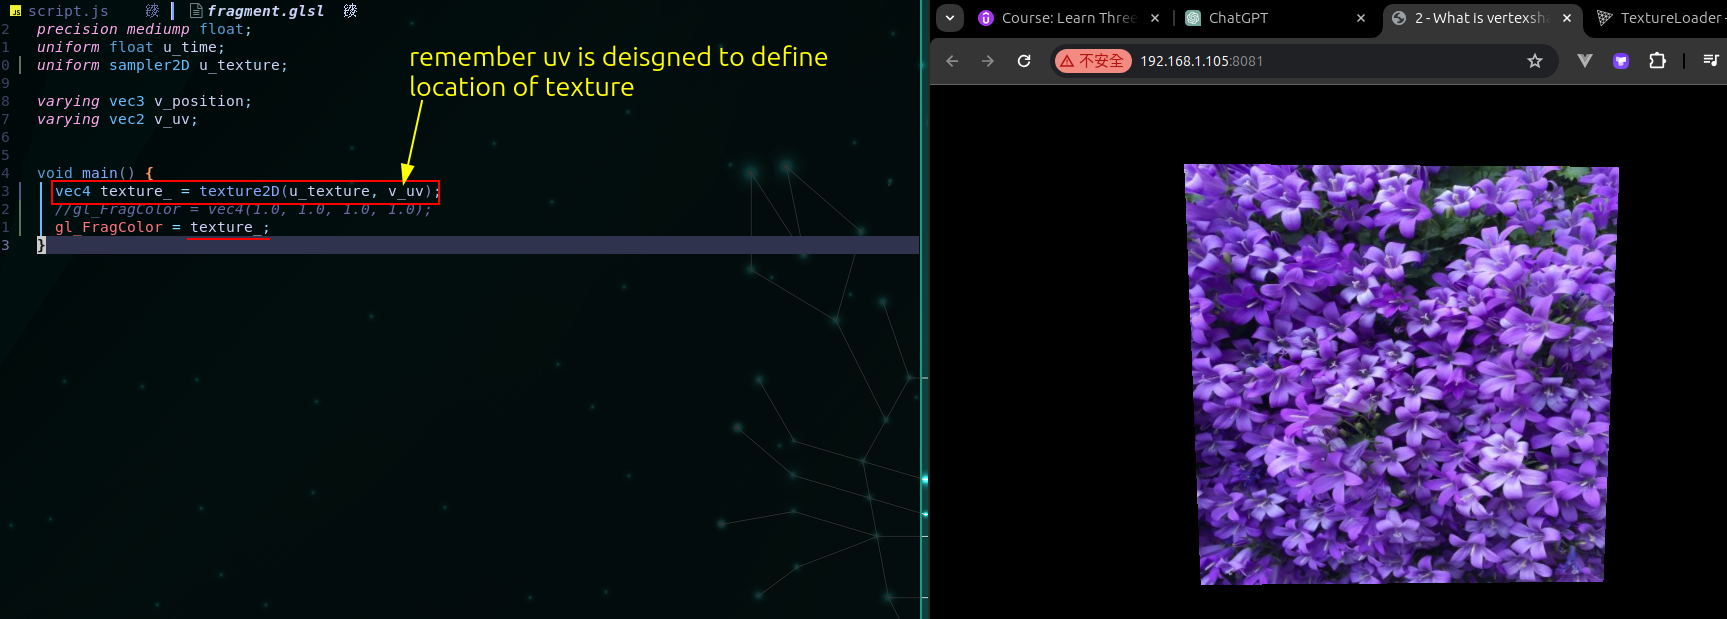 script.js
fragment.glsl
2 precision mediump float;
1 uniform float u_time;
0 uniform sampler2D u_texture;
9
8 varying vec3 v_position;
7 varying vec2 v_uv;
6
5
4 void main() {
3 vec4 texture_ = texture2D(u_texture, v_uv);
2 //gl_FragColor = vec4(1.0, 1.0, 1.0, 1.0);
1 gl_FragColor = texture_;
3 }
remember uv is deisgned to define
location of texture
Course: Learn Three
ChatGPT
2 - What is vertexsha
TextureLoader -
不安全
192.168.1.105:8081